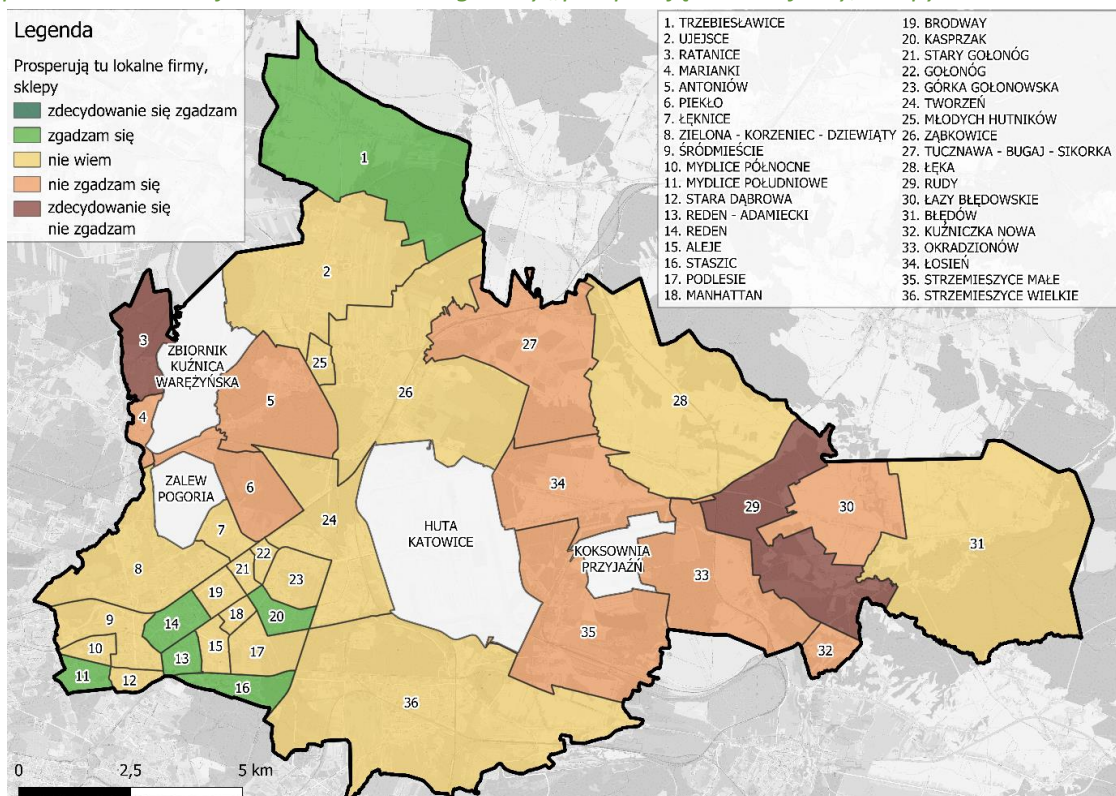 Legenda
Prosperują tu lokalne firmy,
sklepy
zdecydowanie się zgadzam
zgadzam się
nie wiem
nie zgadzam się
zdecydowanie się
nie zgadzam
1. TRZEBIESŁAWICE
2. UJEJSCE
3. RATANICE
4. MARIANKI
5. ANTONIÓW
6. PIEKŁO
7. ŁĘKNICE
8. ZIELONA - KORZENIEC - DZIEWIĄTY
9. ŚRÓDMIEŚCIE
10. MYDLICE PÓŁNOCNE
11. MYDLICE POŁUDNIOWE
12. STARA DĄBROWA
13. REDEN - ADAMIECKI
14. REDEN
15. ALEJE
16. STASZIC
17. PODLESIE
18. MANHATTAN
19. BRODWAY
20. KASPRZAK
21. STARY GOŁONÓG
22. GOŁONÓG
23. GÓRKA GOŁONOWSKA
24. TWORZEŃ
25. MŁODYCH HUTNIKÓW
26. ZĄBKOWICE
27. TUCZNAWA - BUGAJ - SIKORKA
28. ŁĘKA
29. RUDY
30. ŁAZY BŁĘDOWSKIE
31. BŁĘDÓW
32. KUŹNICZKA NOWA
33. OKRADZIONÓW
34. ŁOSIEŃ
35. STRZEMIESZYCE MAŁE
36. STRZEMIESZYCE WIELKIE
1
2
3
ZBIORNIK
KUŹNICA
WARĘŻYŃSKA
27
25
5
26
28
4
ZALEW
POGORIA
6
34
29
30
24
HUTA
KATOWICE
7
22
KOKSOWNIA
PRZYJAŹŃ
31
8
21
23
33
19
18
20
9
14
35
10
15
17
32
13
11
12
16
36
0
2,5
5 km